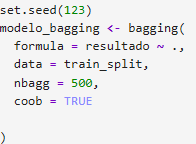 set.seed(123)
modelo_bagging <- bagging(
  formula = resultado ~ .,
  data = train_split,
  nbagg = 500,
  coob = TRUE
)